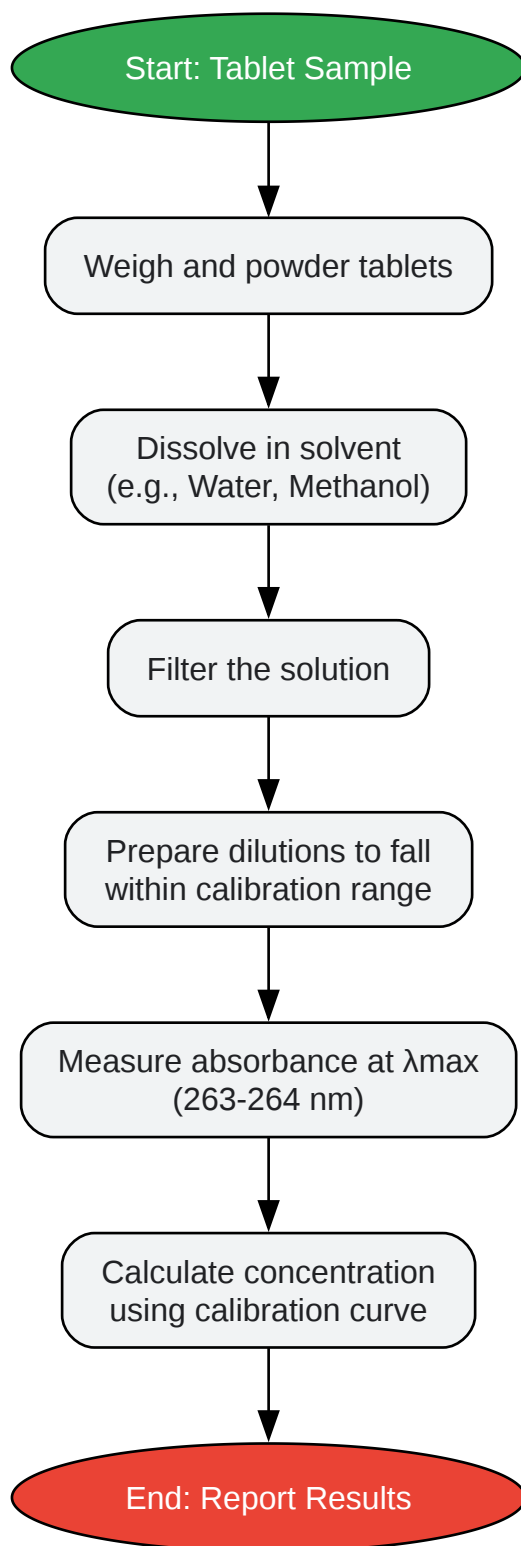 Start: Tablet Sample
Weigh and powder tablets
Dissolve in solvent
(e.g., Water, Methanol)
Filter the solution
Prepare dilutions to fall
within calibration range
Measure absorbance at λmax
(263-264 nm)
Calculate concentration
using calibration curve
End: Report Results